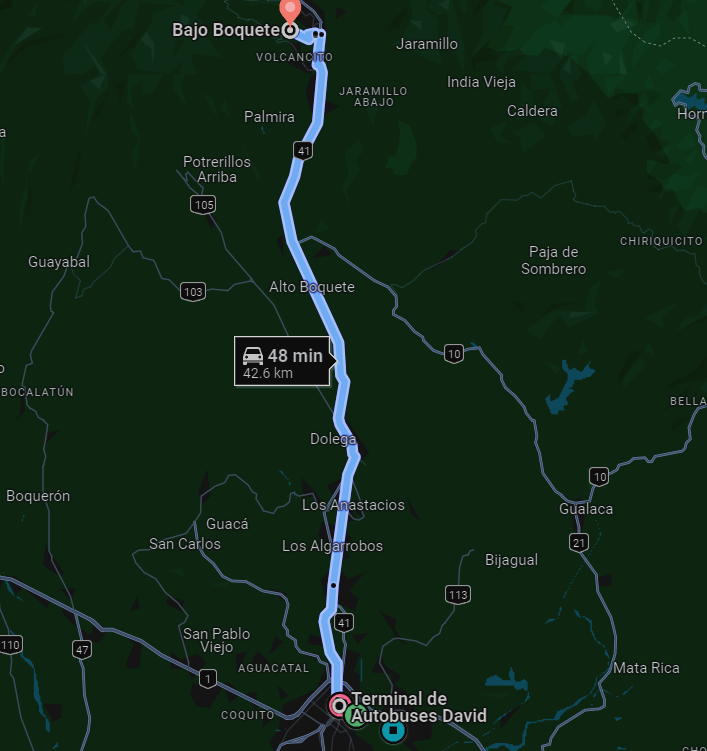 Bajo Boquete
Jaramillo
VOLCANCITO
India Vieja
JARAMILLO
ABAJO
Caldera
Palmira
41
Potrerillos
Arriba
105
CHIRIQUICITO
Paja de
Sombrero
Guayabal
103
Alto Boquete
48 min
42.6 km
10
BOCALATÚN
Dolega
10
Boquerón
Los Anastacios
Gualaca
Guacá
San Carlos
Los Algarrobos
21
Bijagual
113
41
San Pablo
Viejo
110
47
AGUACATAL
1
Mata Rica
COQUITO
Terminal de
Autobuses David